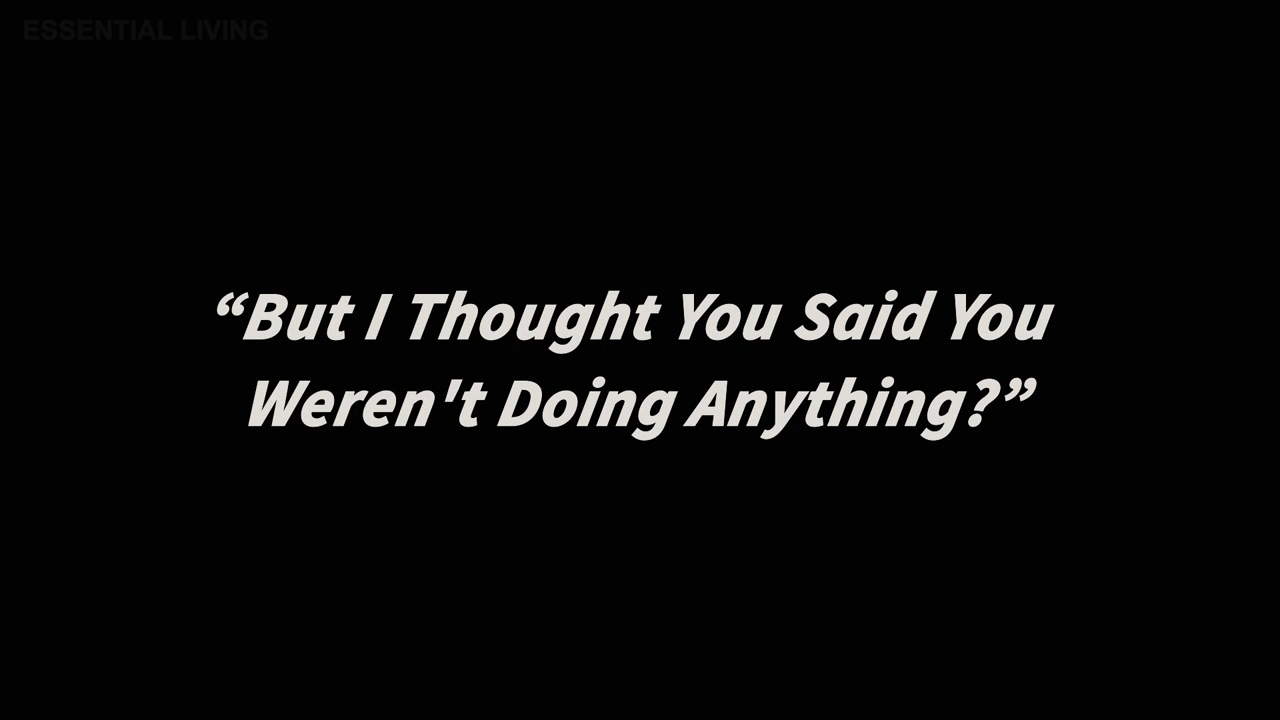 ESSENTIAL LIVING
“But I Thought You Said You
Weren't Doing Anything?”